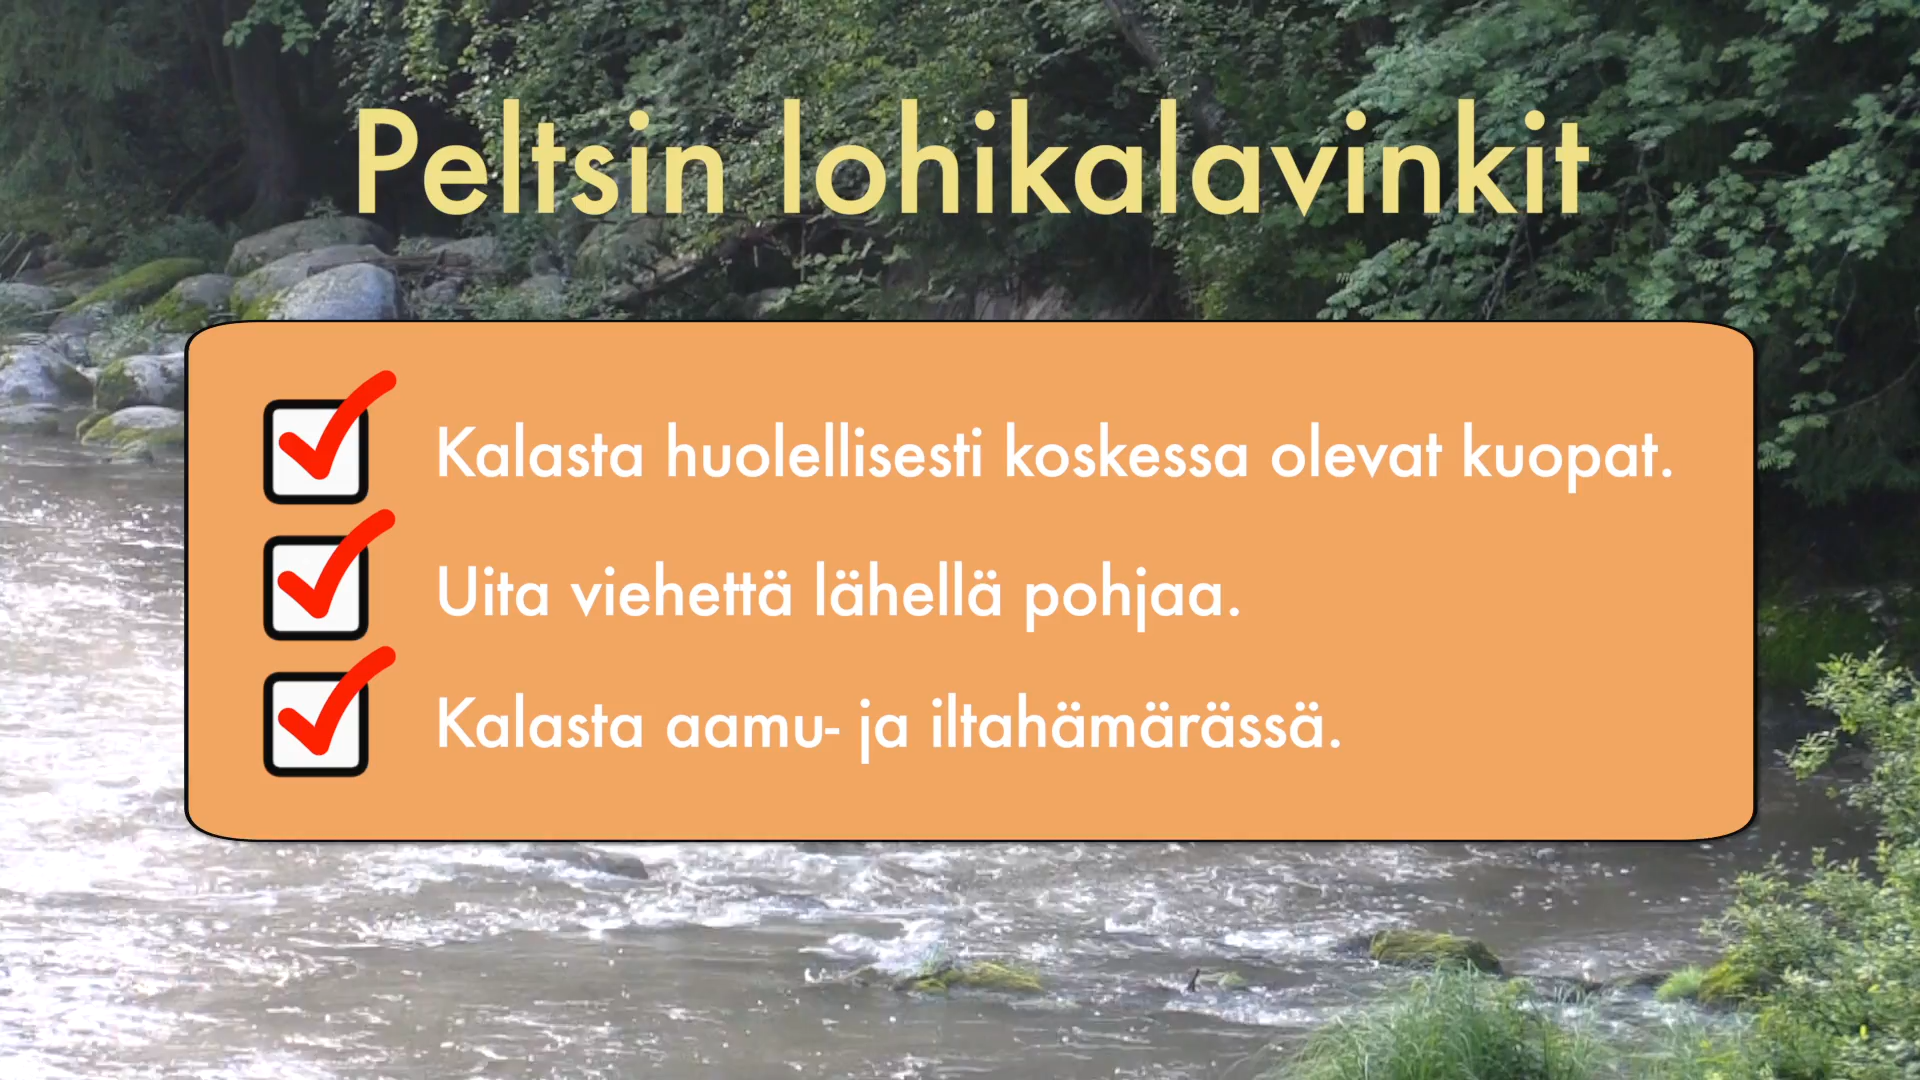 Peltsin lohikalavinkit
Kalasta huolellisesti koskessa olevat kuopat.
Uita viehettä lähellä pohjaa.
Kalasta aamu- ja iltahämärässä.